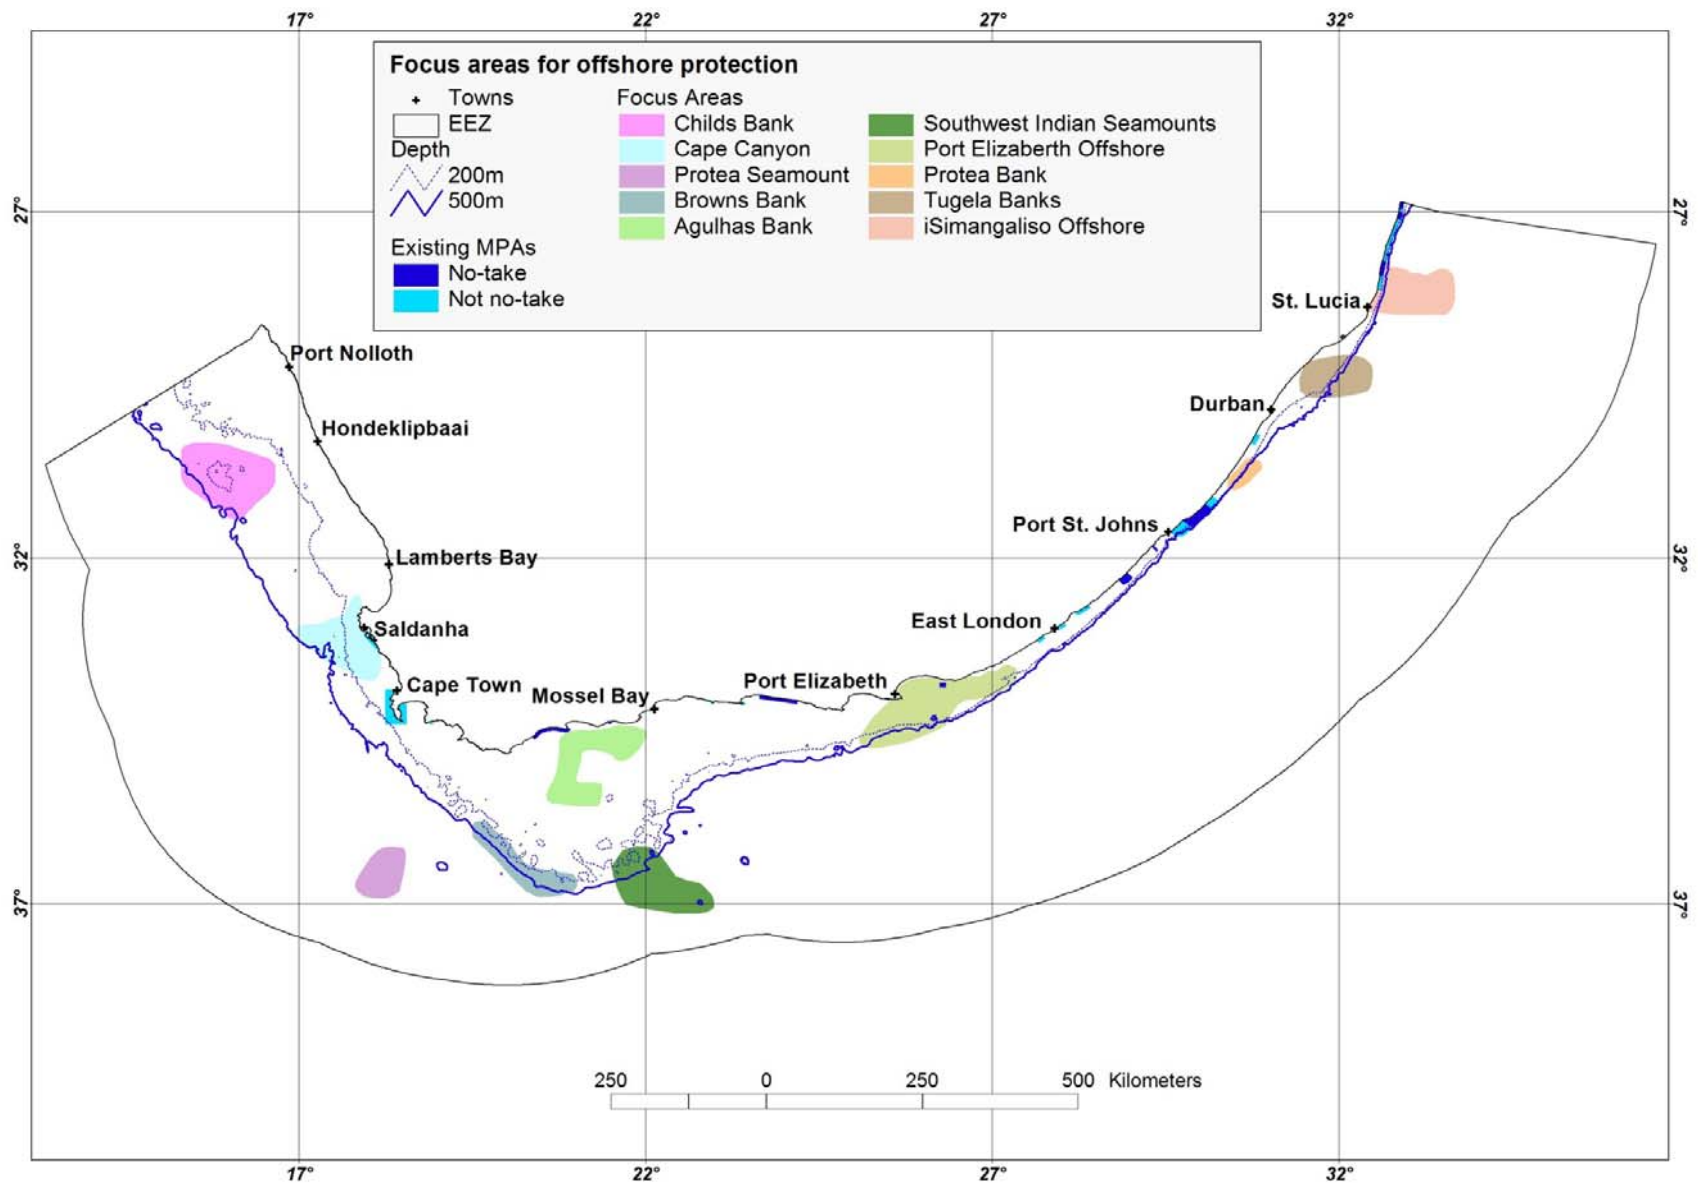 17° 22° 27° 32°
Focus areas for offshore protection
Towns
EEZ
Depth
200m
500m
Existing MPAs
No-take
Not no-take
Focus Areas
Childs Bank
Cape Canyon
Protea Seamount
Browns Bank
Agulhas Bank
Southwest Indian Seamounts
Port Elizaberth Offshore
Protea Bank
Tugela Banks
iSimangaliso Offshore
27° 27°
St. Lucia
Port Nolloth
Durban
Hondeklipbaai
Port St. Johns
32° 32°
Lamberts Bay
East London
Saldanha
Cape Town
Mossel Bay
Port Elizabeth
37° 37°
250 0 250 500 Kilometers
17° 22° 27° 32°